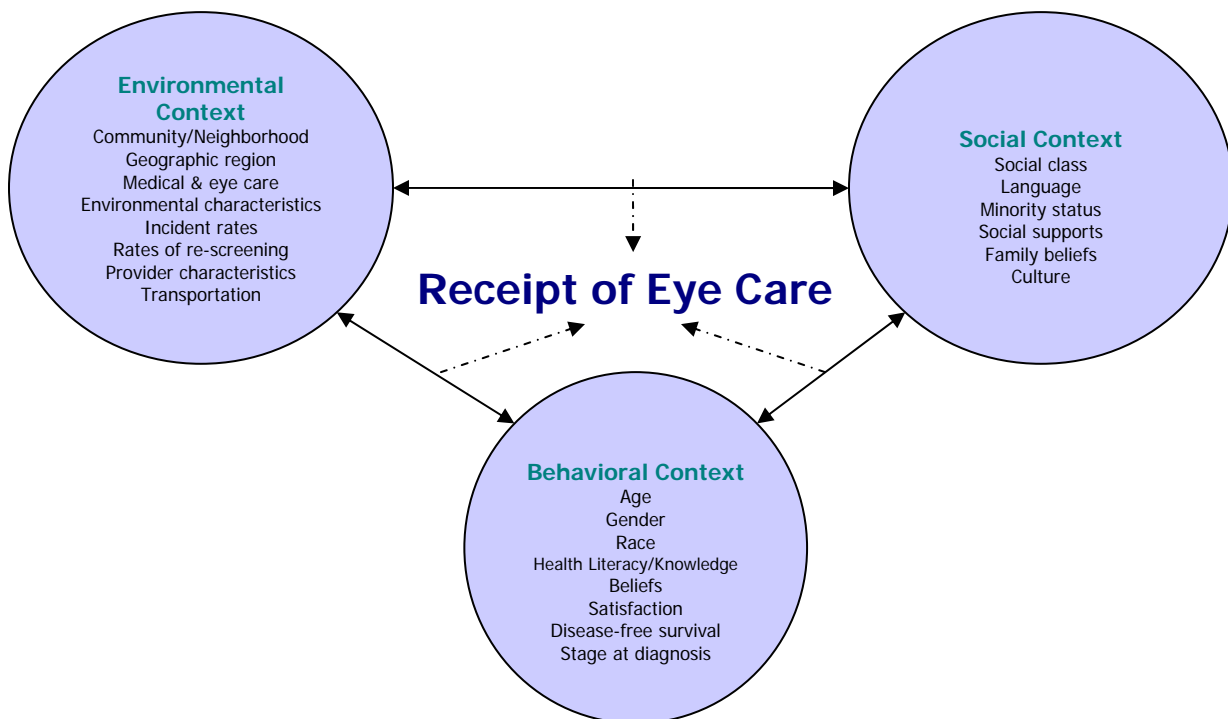 Environmental
Context
Community/Neighborhood
Geographic region
Medical & eye care
Environmental characteristics
Incident rates
Rates of re-screening
Provider characteristics
Transportation
Social Context
Social class
Language
Minority status
Social supports
Family beliefs
Culture
Receipt of Eye Care
Behavioral Context
Age
Gender
Race
Health Literacy/Knowledge
Beliefs
Satisfaction
Disease-free survival
Stage at diagnosis